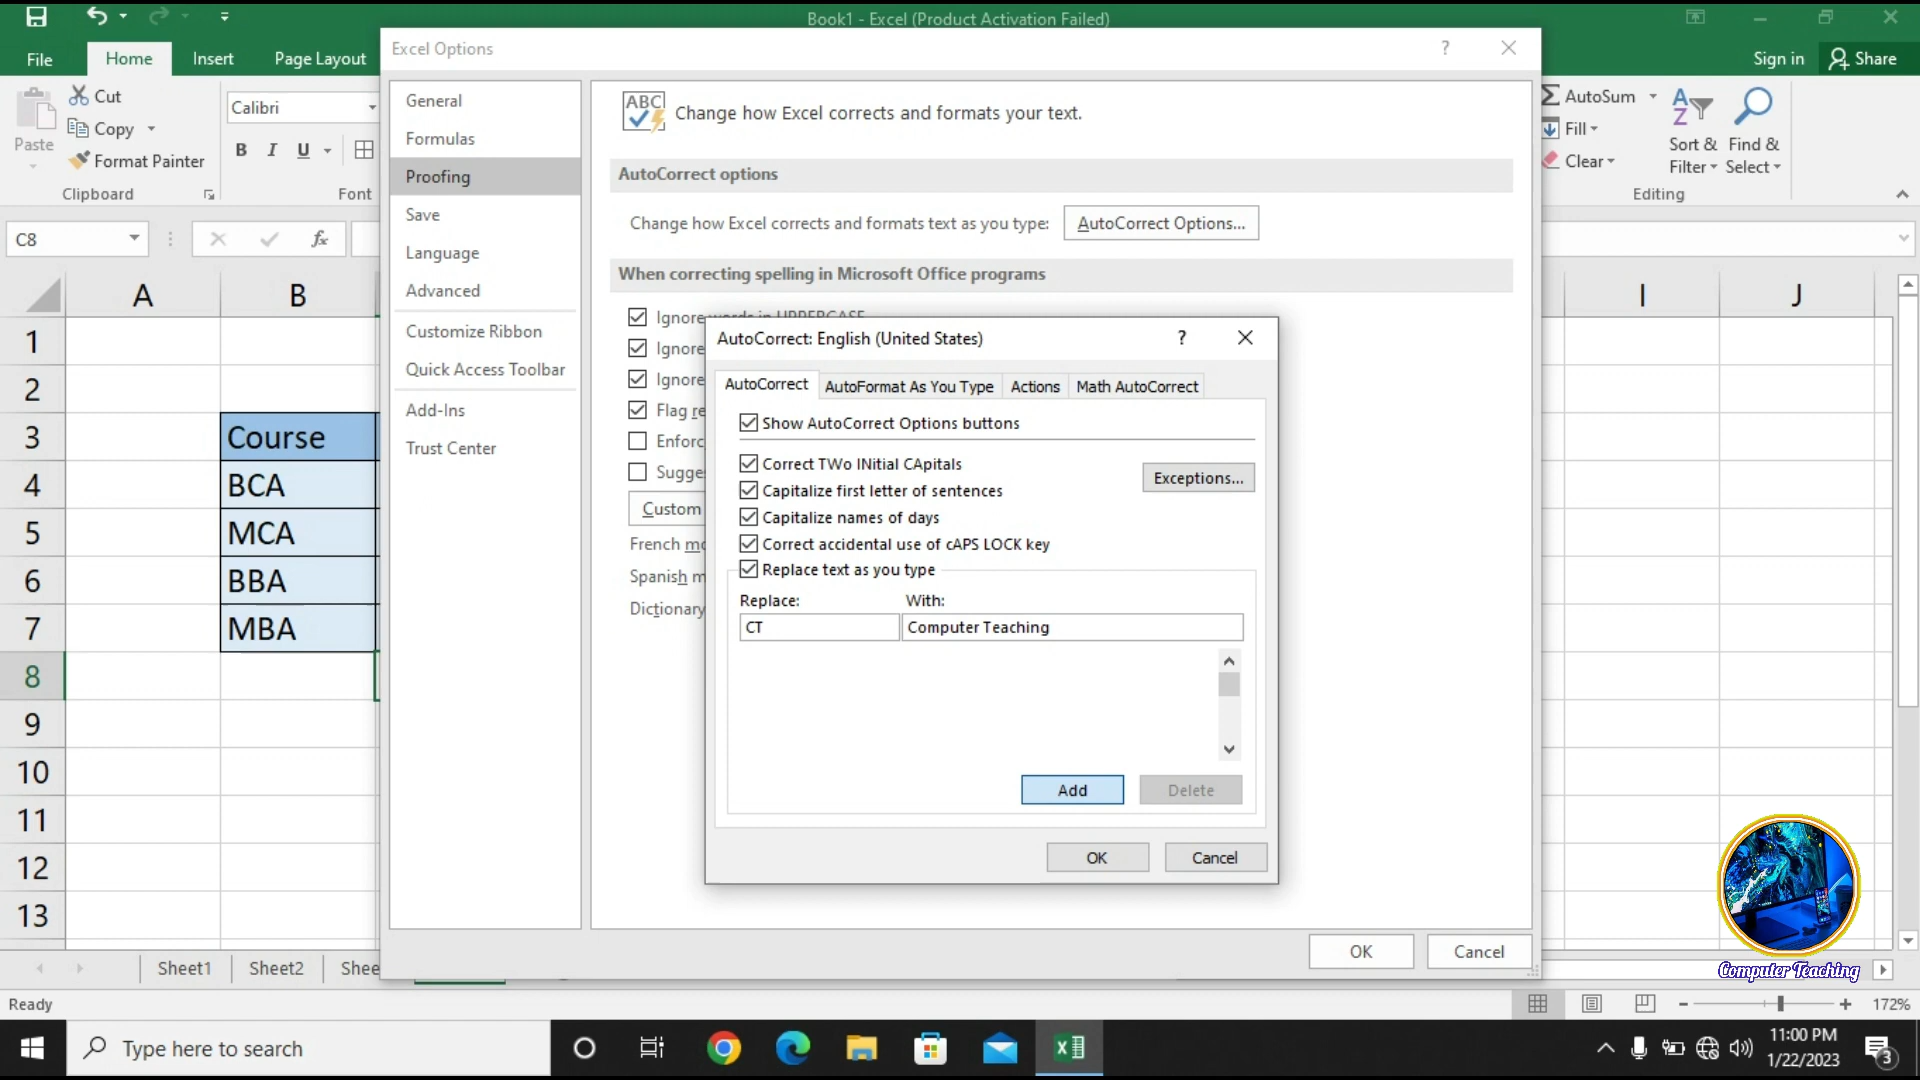 Book1 - Excel (Product Activation Failed)
File
Home
Insert
Page Layout
Sign in
Share
Paste
Cut
Copy
Format Painter
Clipboard
Calibri
B I U
Font
AutoSum
Fill
Clear
Sort & Filter
Find & Select
Editing
C8
fx
A B I J
1
2
3 Course
4 BCA
5 MCA
6 BBA
7 MBA
8
9
10
11
12
13
Excel Options
?
General
Formulas
Proofing
Save
Language
Advanced
Customize Ribbon
Quick Access Toolbar
Add-Ins
Trust Center
ABC
Change how Excel corrects and formats your text.
AutoCorrect options
Change how Excel corrects and formats text as you type:
AutoCorrect Options...
When correcting spelling in Microsoft Office programs
Ignore words in UPPERCASE
Ignore
Ignore
Flag re
Enforc
Sugges
Custom
French mo
Spanish m
Dictionary
AutoCorrect: English (United States)
?
AutoCorrect
AutoFormat As You Type
Actions
Math AutoCorrect
Show AutoCorrect Options buttons
Correct TWo INitial CApitals
Exceptions...
Capitalize first letter of sentences
Capitalize names of days
Correct accidental use of cAPS LOCK key
Replace text as you type
Replace: With:
CT Computer Teaching
Add
Delete
OK
Cancel
OK
Cancel
Computer Teaching
Sheet1
Sheet2
Shee
Ready
172%
Type here to search
11:00 PM
1/22/2023
3